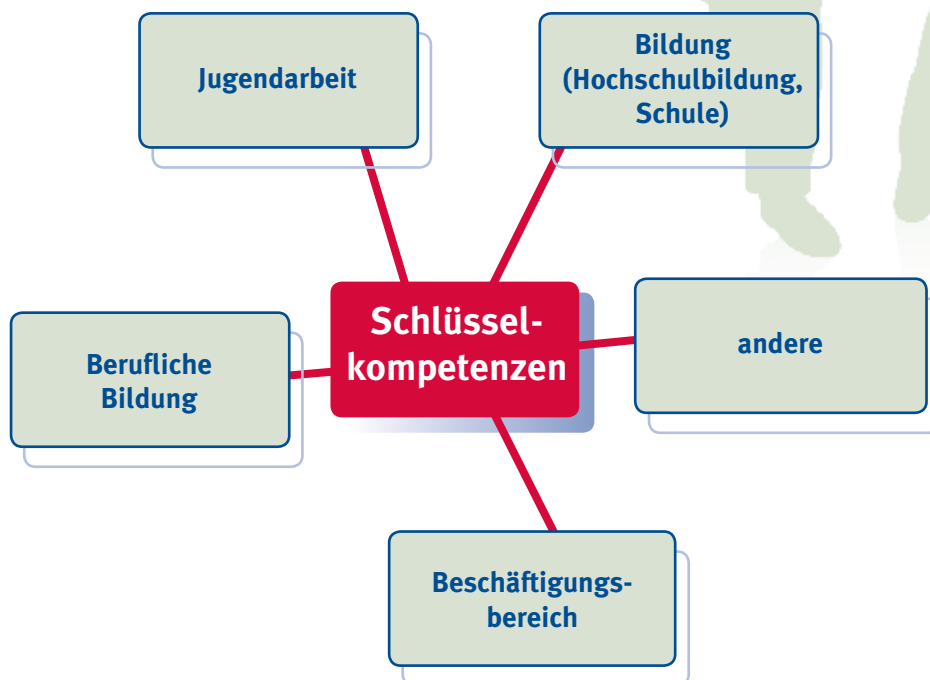 Jugendarbeit
Bildung
(Hochschulbildung,
Schule)
Schlüssel-
kompetenzen
andere
Berufliche
Bildung
Beschäftigungs-
bereich